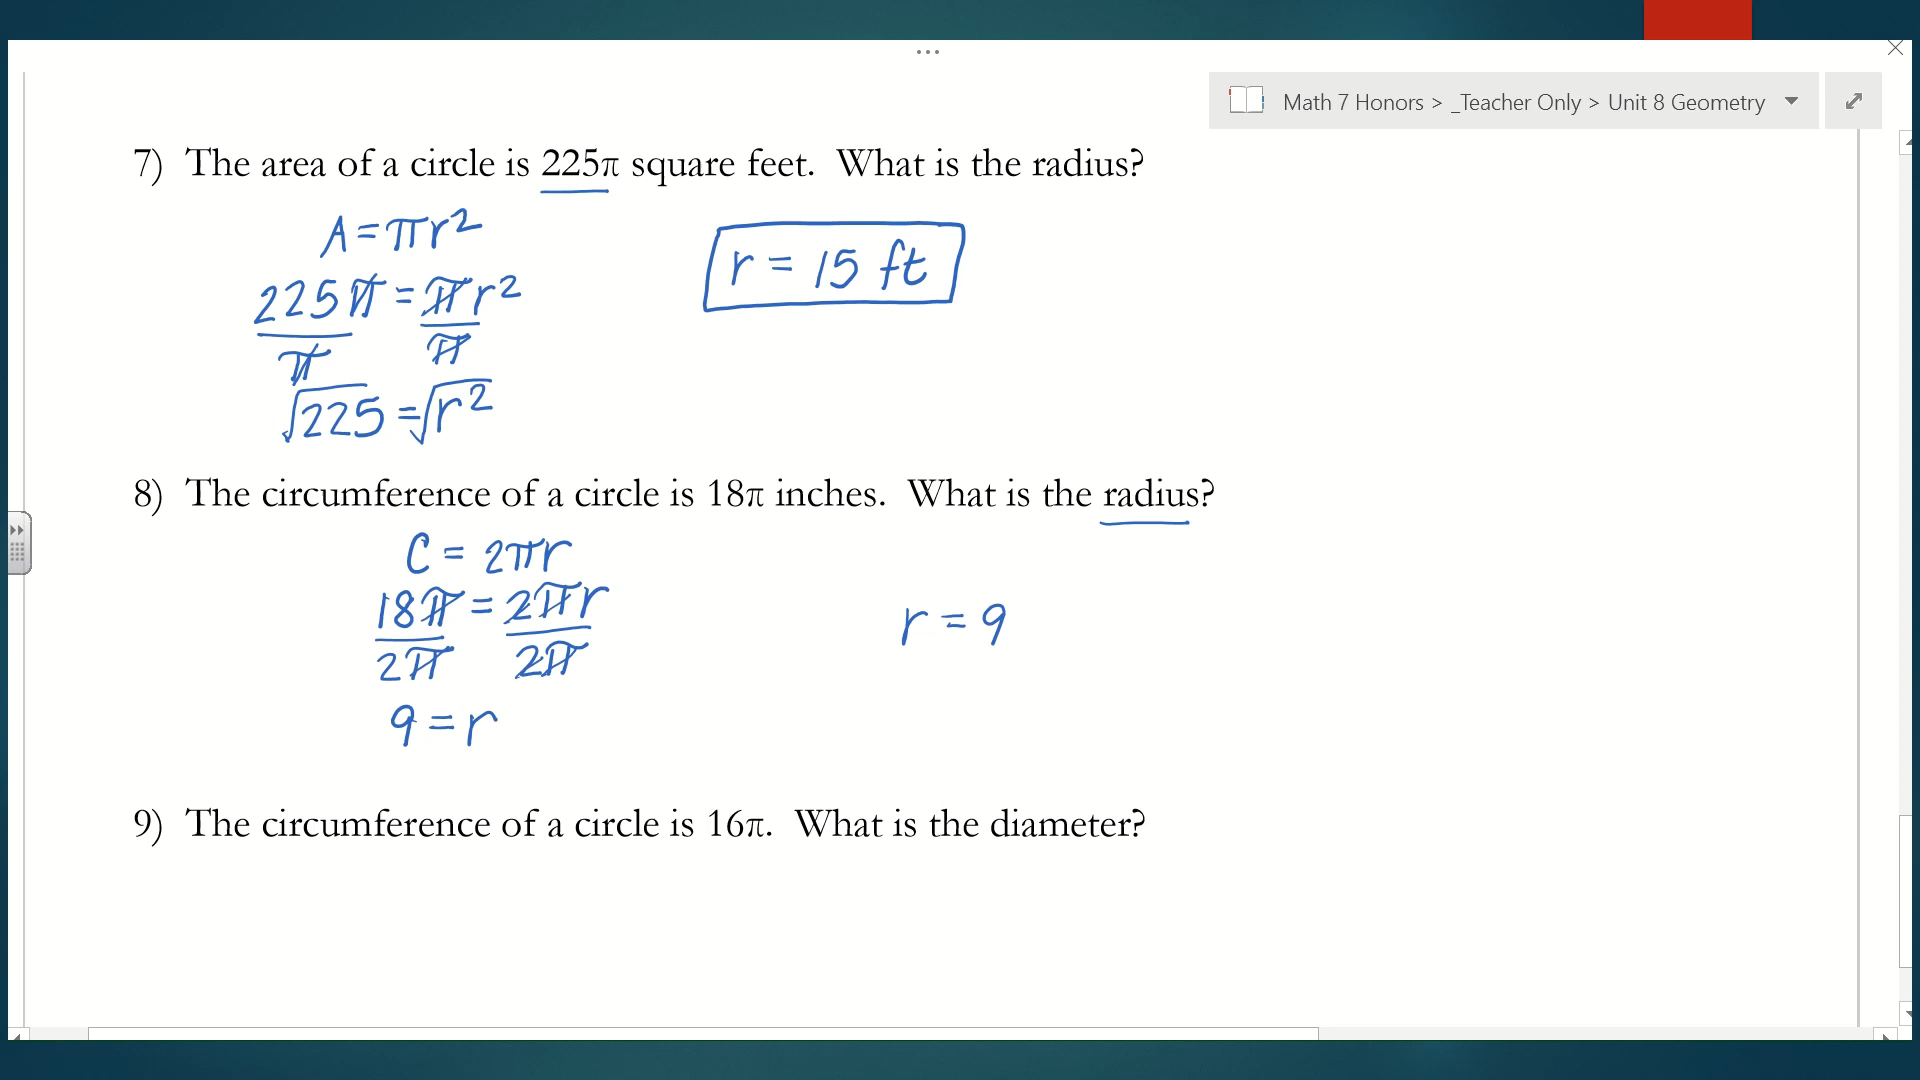 Math 7 Honors > _Teacher Only > Unit 8 Geometry
7) The area of a circle is 225π square feet. What is the radius?
A = πr²
225π = πr²
π π
√225 = √r²
r = 15 ft
8) The circumference of a circle is 18π inches. What is the radius?
C = 2πr
18π = 2πr
2π 2π
9 = r
r = 9
9) The circumference of a circle is 16π. What is the diameter?